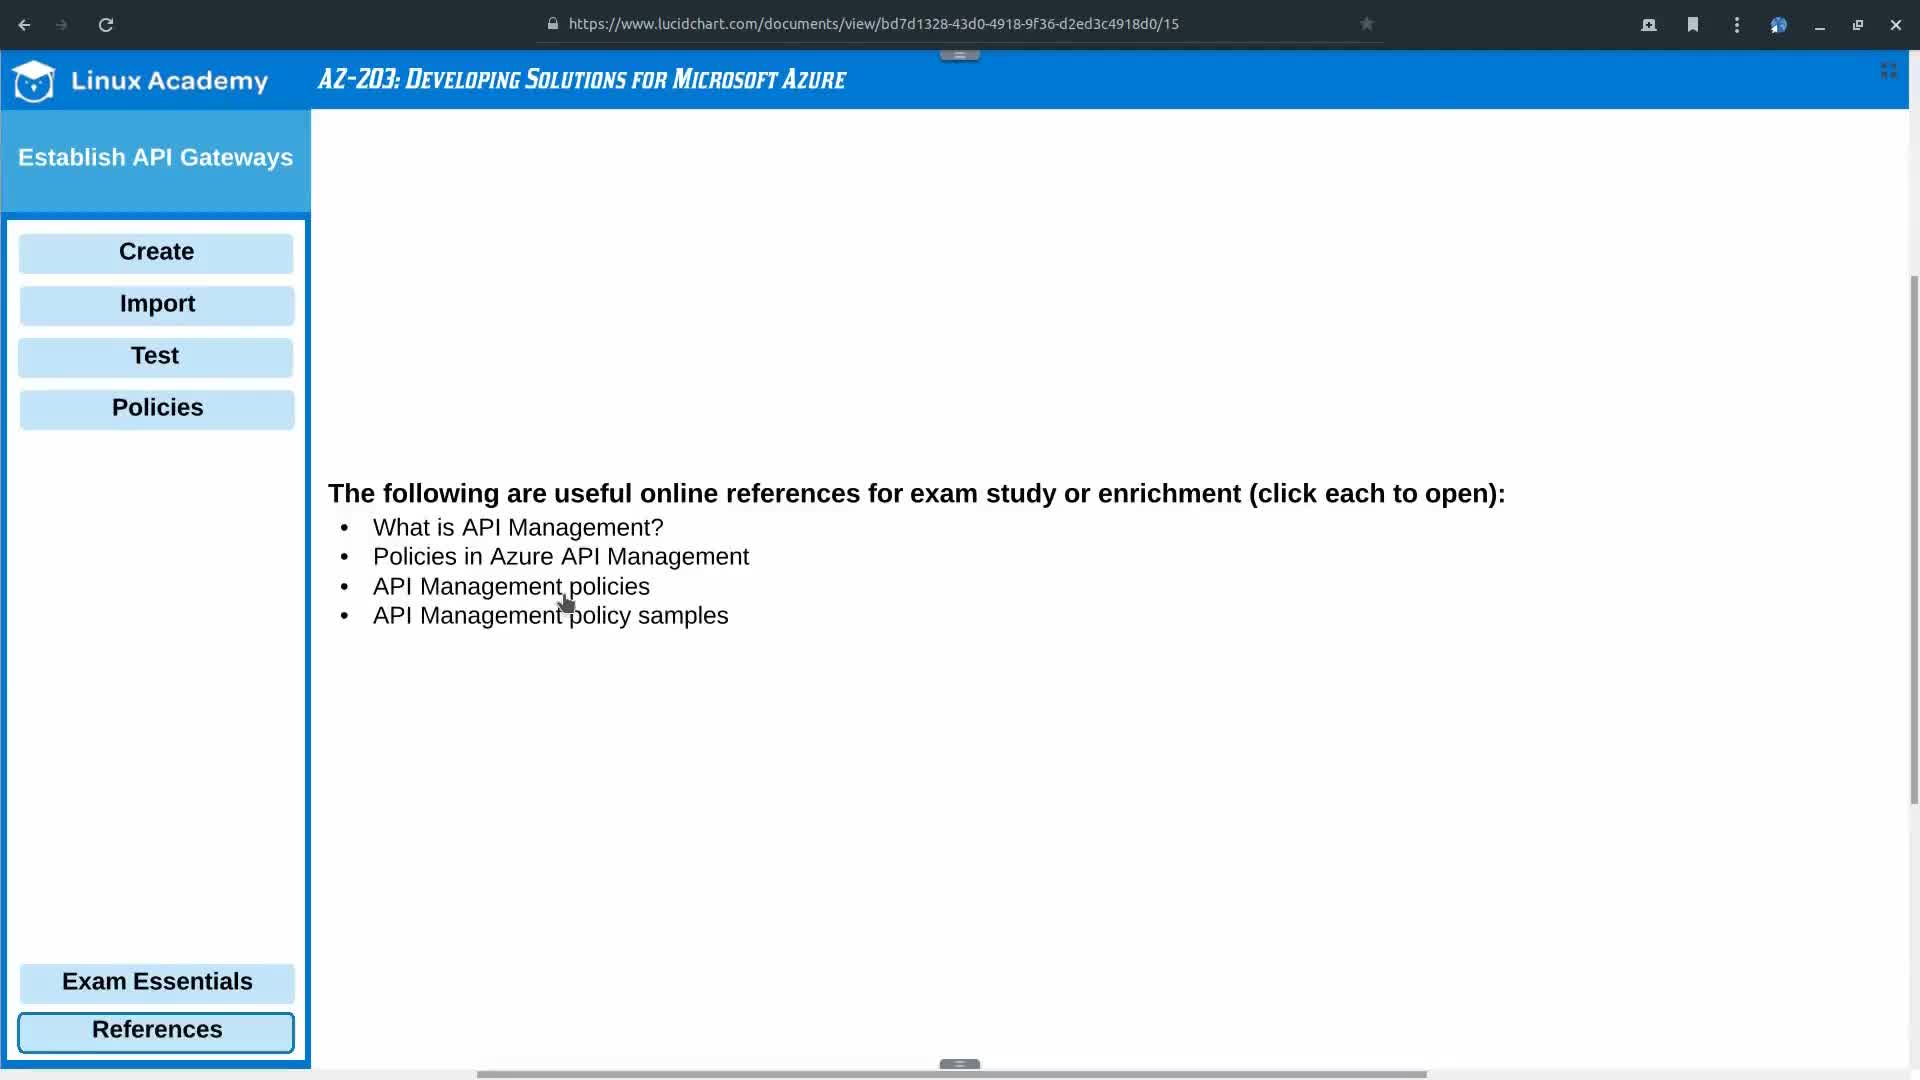 https://www.lucidchart.com/documents/view/bd7d1328-43d0-4918-9f36-d2ed3c4918d0/15
Linux Academy
AZ-203: Developing Solutions for Microsoft Azure
Establish API Gateways
Create
Import
Test
Policies
The following are useful online references for exam study or enrichment (click each to open):
• What is API Management?
• Policies in Azure API Management
• API Management policies
• API Management policy samples
Exam Essentials
References